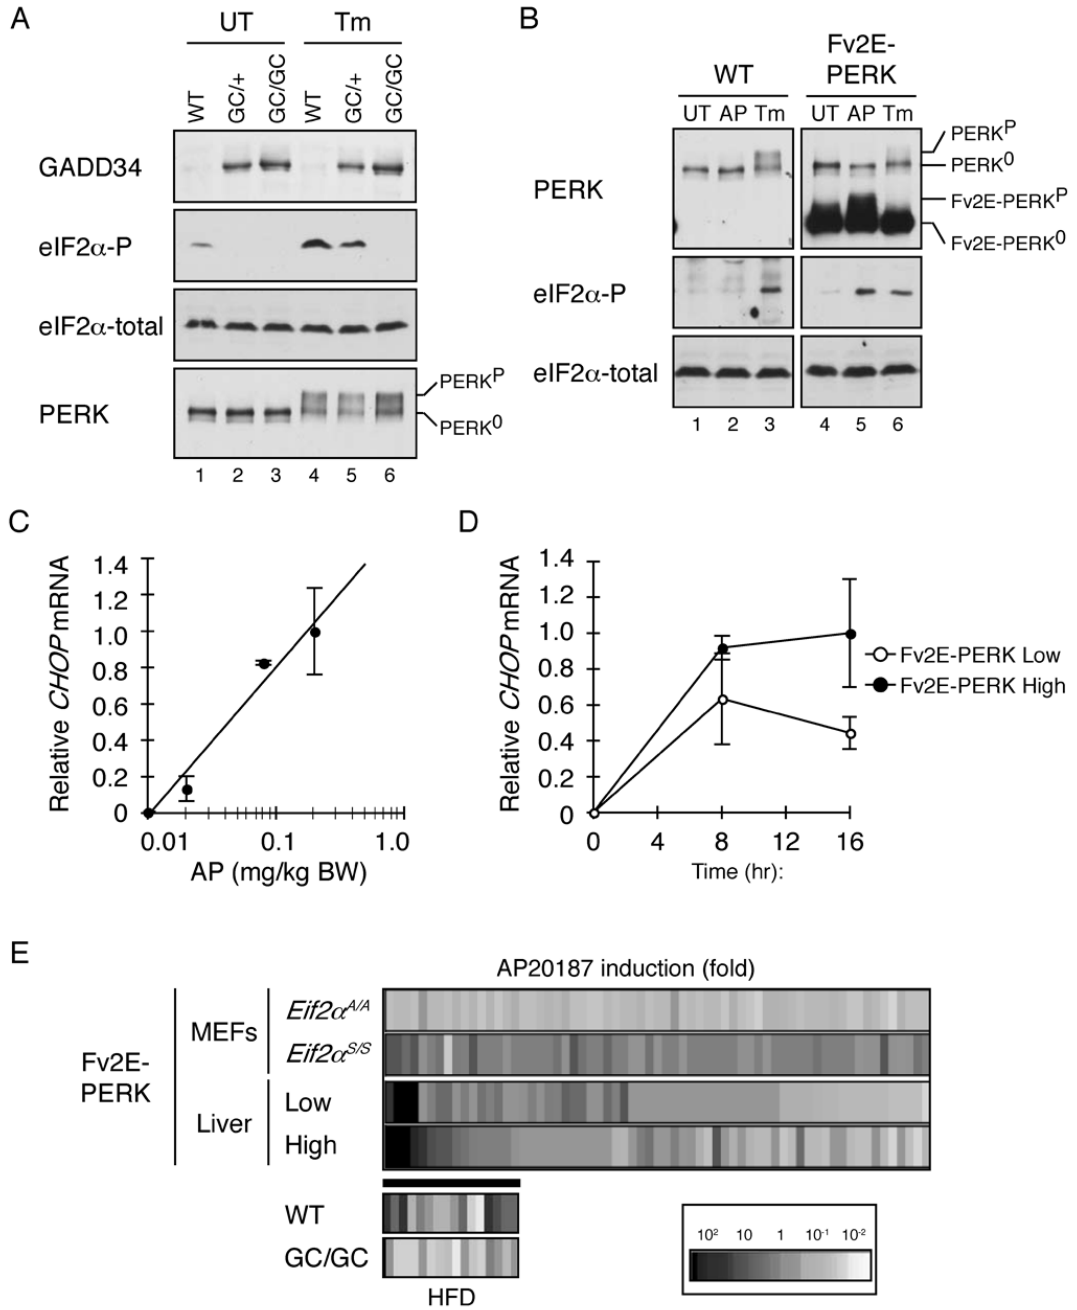 A
UT Tm
WT GC/+ GC/GC WT GC/+ GC/GC
GADD34
eIF2α-P
eIF2α-total
PERK
PERKᴾ
PERK⁰
1 2 3 4 5 6
B
WT
Fv2E-
PERK
UT AP Tm UT AP Tm
PERK
PERKᴾ
PERK⁰
Fv2E-PERKᴾ
Fv2E-PERK⁰
eIF2α-P
eIF2α-total
1 2 3 4 5 6
C
Relative CHOP mRNA
1.4
1.2
1.0
0.8
0.6
0.4
0.2
0
0.01 0.1 1.0
AP (mg/kg BW)
D
Relative CHOP mRNA
1.4
1.2
1.0
0.8
0.6
0.4
0.2
0
0 4 8 12 16
Time (hr):
Fv2E-PERK Low
Fv2E-PERK High
E
AP20187 induction (fold)
Fv2E-
PERK
MEFs
Eif2αᴬ/ᴬ
Eif2αˢ/ˢ
Liver
Low
High
WT
GC/GC
HFD
10² 10 1 10⁻¹ 10⁻²